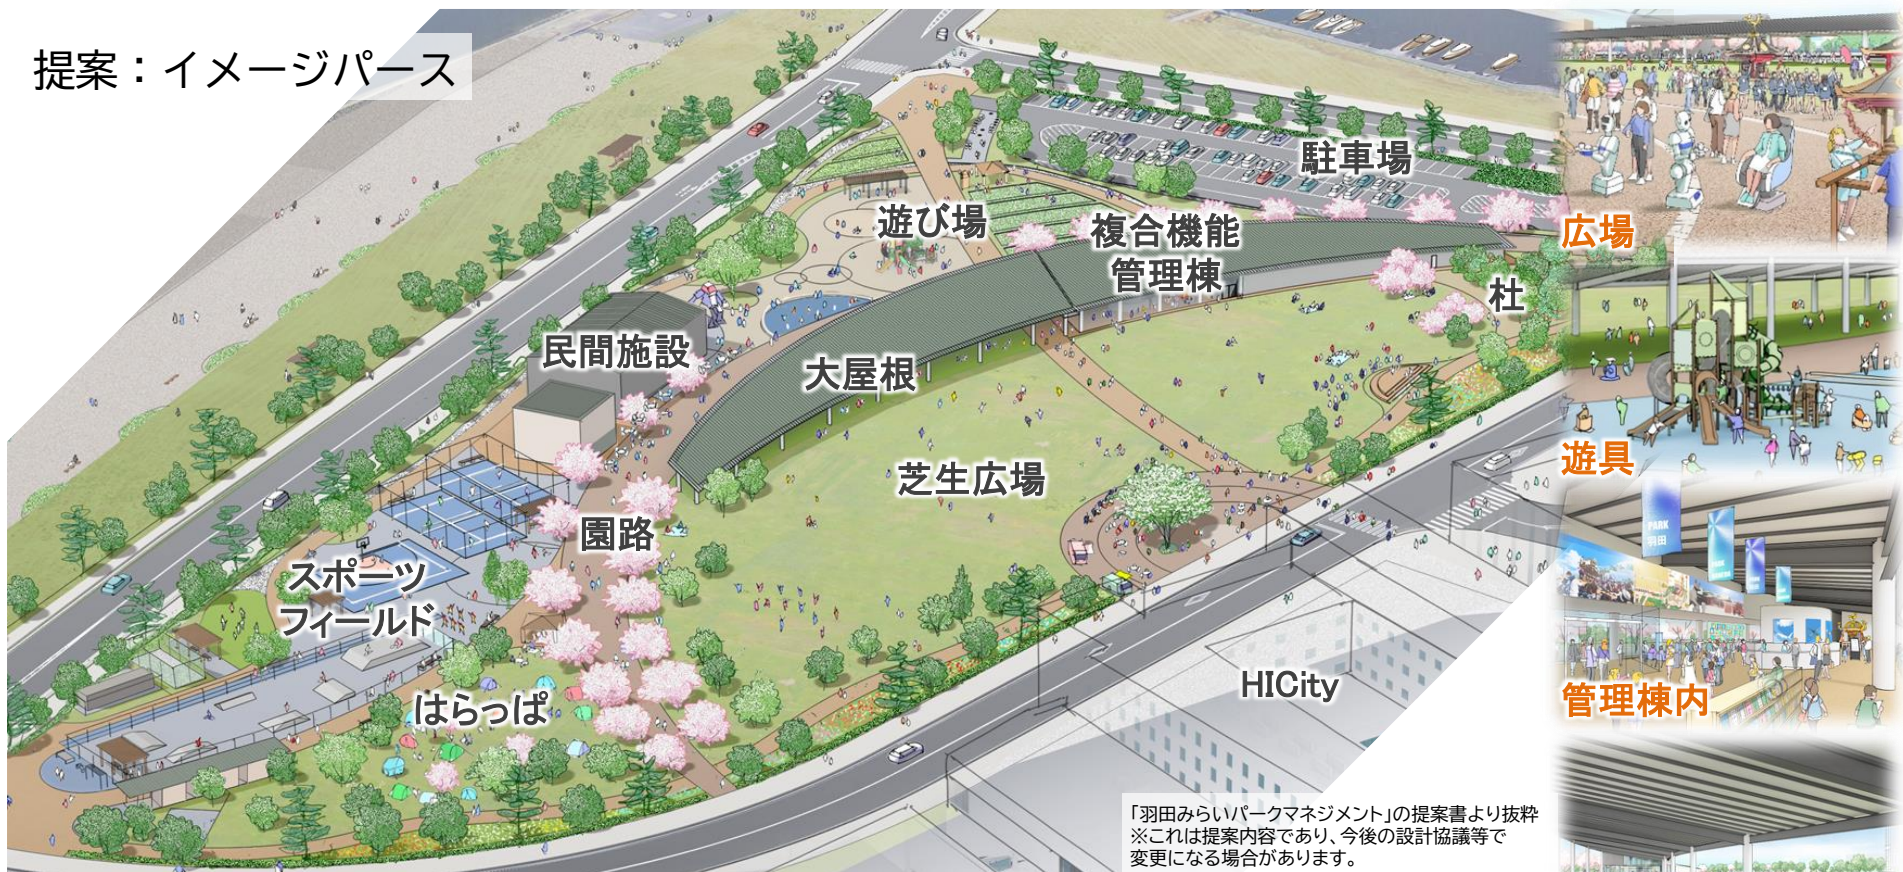 提案：イメージパース
駐車場
遊び場
複合機能
管理棟
杜
民間施設
大屋根
芝生広場
園路
スポーツ
フィールド
はらっぱ
HICity
広場
遊具
PARK
羽田
管理棟内
「羽田みらいパークマネジメント」の提案書より抜粋
※これは提案内容であり、今後の設計協議等で
変更になる場合があります。